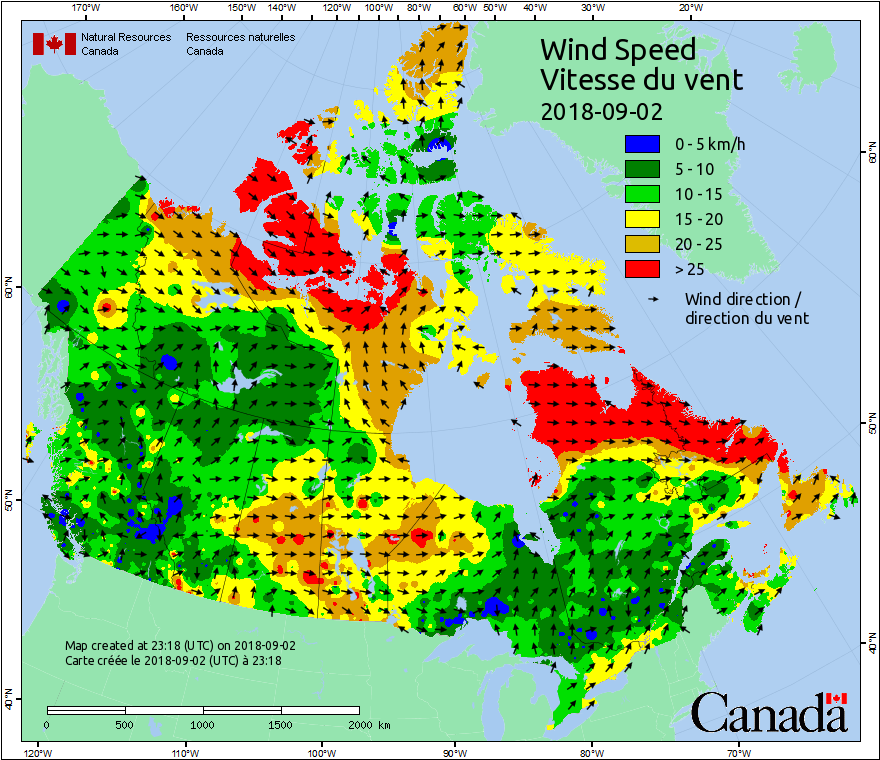 170°W 160°W 150°W 140°W 120°W 100°W 80°W 60°W 50°W 40°W 30°W 20°W
Natural Resources Ressources naturelles
Canada Canada
Wind Speed
Vitesse du vent
2018-09-02
0 - 5 km/h
5 - 10
10 - 15
15 - 20
20 - 25
> 25
Wind direction /
direction du vent
60°N
60°N
50°N
50°N
40°N
40°N
Map created at 23:18 (UTC) on 2018-09-02
Carte créée le 2018-09-02 (UTC) à 23:18
0 500 1000 1500 2000 km
Canada
120°W 110°W 100°W 90°W 80°W 70°W